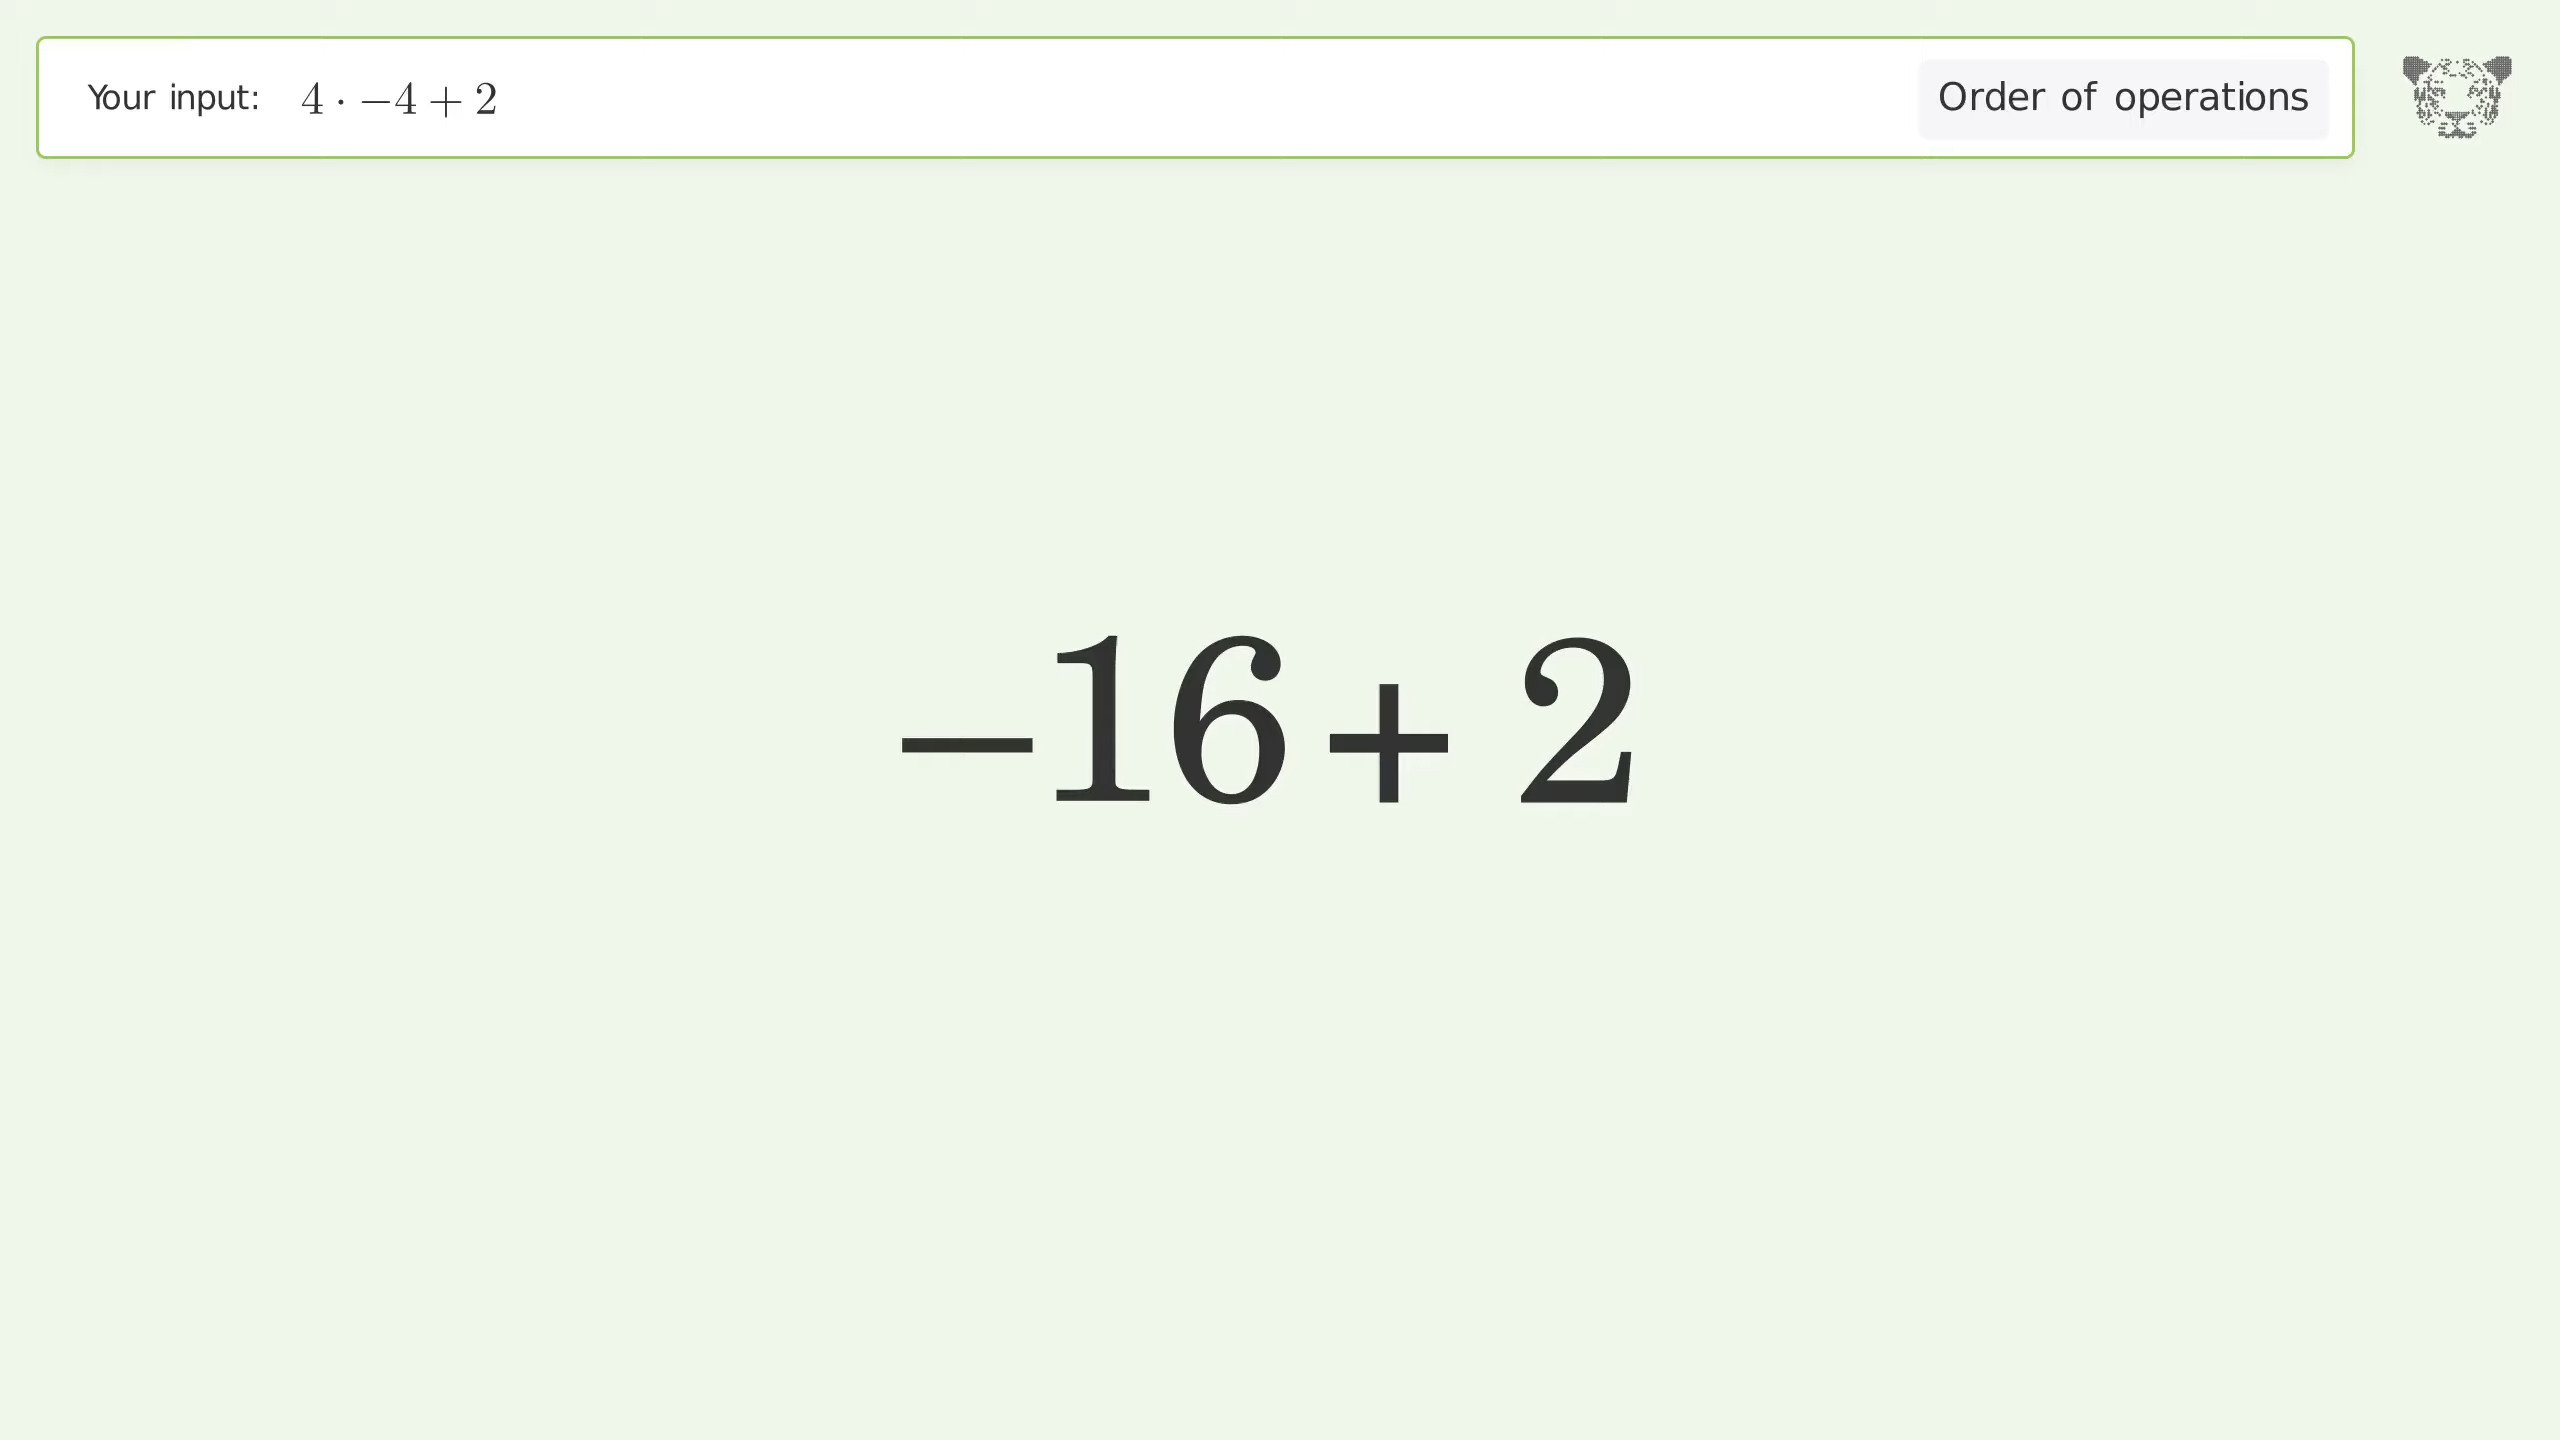 Your input: 4 · −4 + 2
Order of operations
−16 + 2